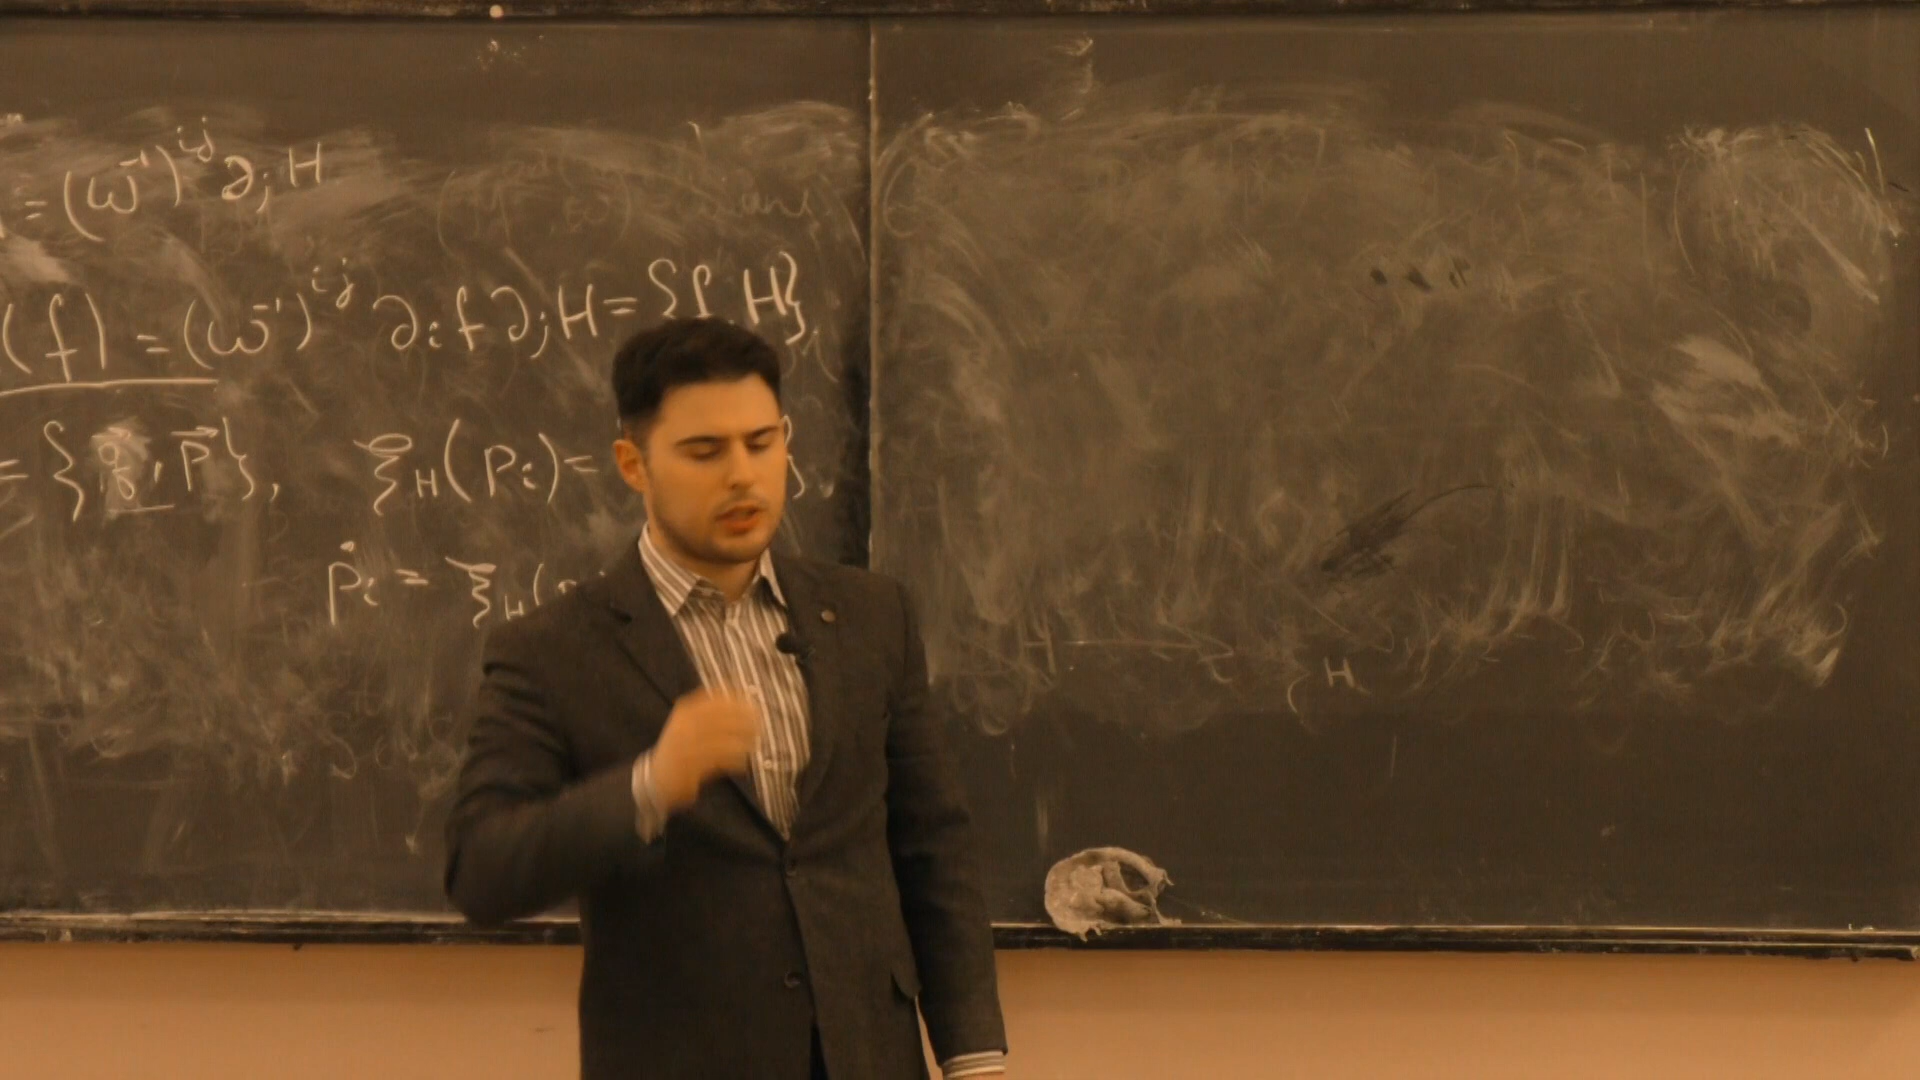 = (ω⁻¹)^{ij} ∂_j H
(f) = (ω⁻¹)^{ij} ∂_i f ∂_j H = {f, H}.
= {q⃗, p⃗}, ξ_H(p_i) =
ṗ_i = ξ_H(p
H